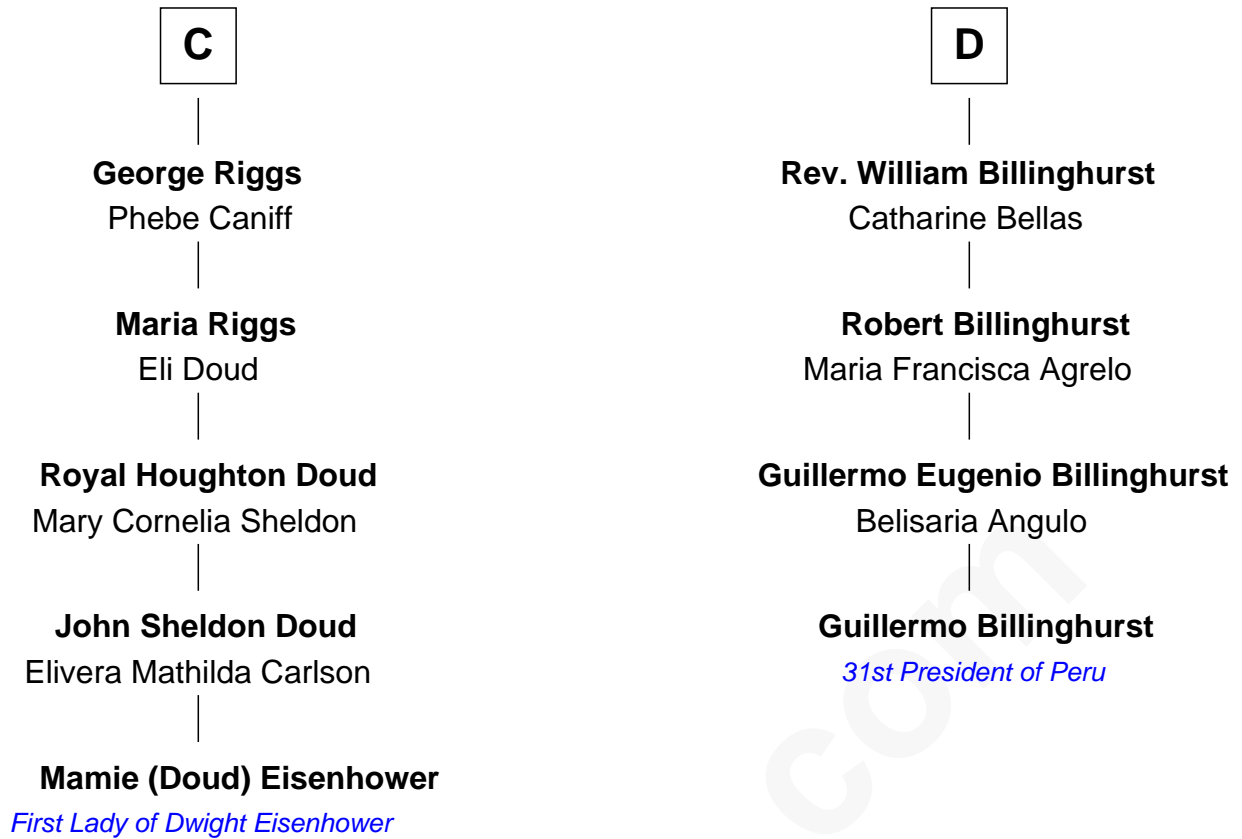 C
George Riggs
Phebe Caniff
Maria Riggs
Eli Doud
Royal Houghton Doud
Mary Cornelia Sheldon
John Sheldon Doud
Elivera Mathilda Carlson
Mamie (Doud) Eisenhower
First Lady of Dwight Eisenhower
D
Rev. William Billinghurst
Catharine Bellas
Robert Billinghurst
Maria Francisca Agrelo
Guillermo Eugenio Billinghurst
Belisaria Angulo
Guillermo Billinghurst
31st President of Peru
com